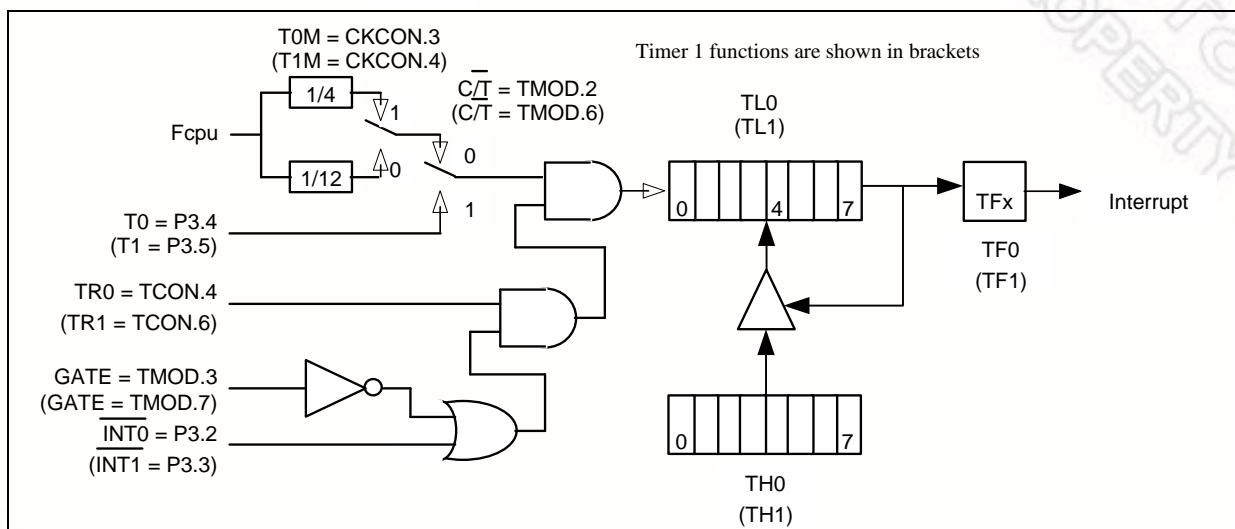 T0M = CKCON.3
(T1M = CKCON.4)
Timer 1 functions are shown in brackets
C/T = TMOD.2
(C/T = TMOD.6)
1/4
1
Fcpu
0
1/12
0
1
T0 = P3.4
(T1 = P3.5)
TL0
(TL1)
0 4 7
TFx
Interrupt
TF0
(TF1)
TR0 = TCON.4
(TR1 = TCON.6)
GATE = TMOD.3
(GATE = TMOD.7)
INT0 = P3.2
(INT1 = P3.3)
0 7
TH0
(TH1)
TO
PROPERTY